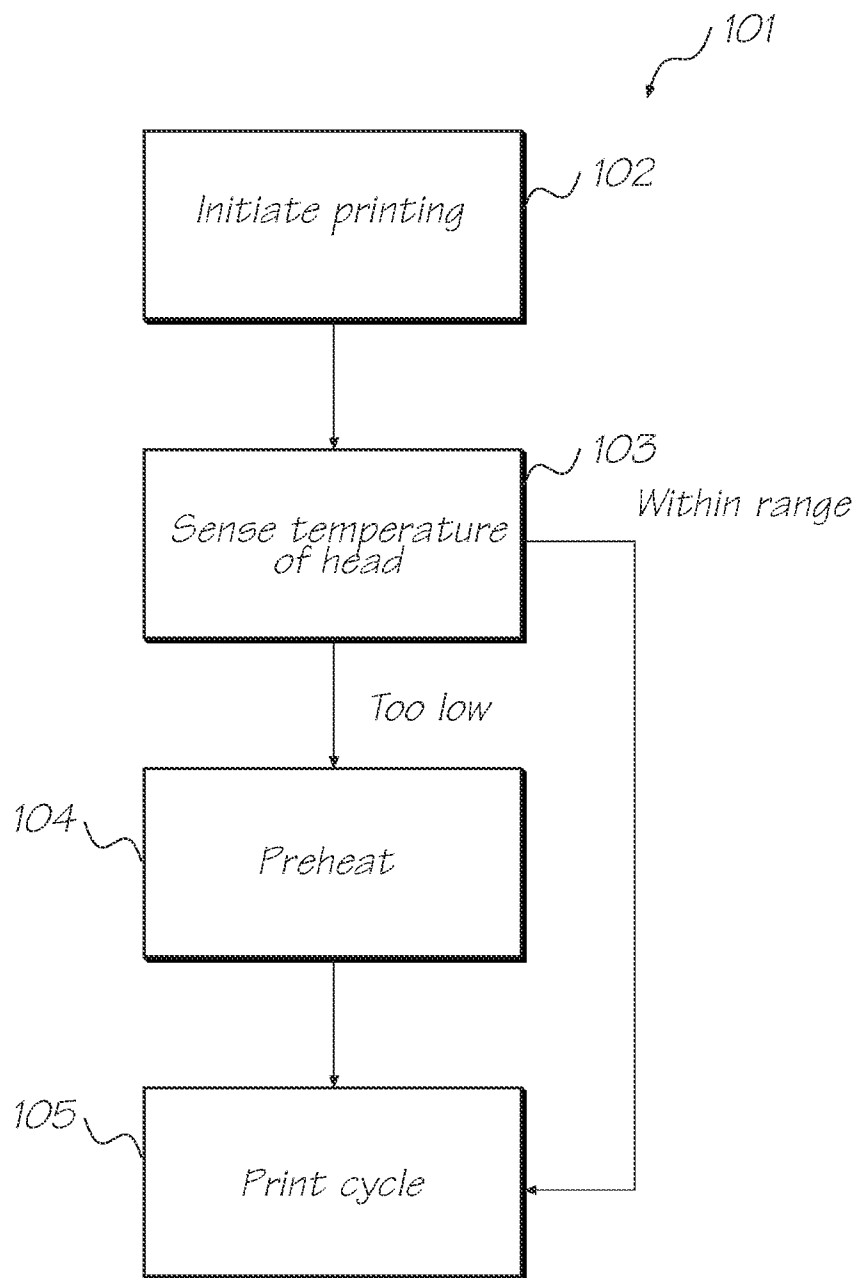 101
Initiate printing
102
103
Sense temperature
of head
Within range
Too low
104
Preheat
105
Print cycle